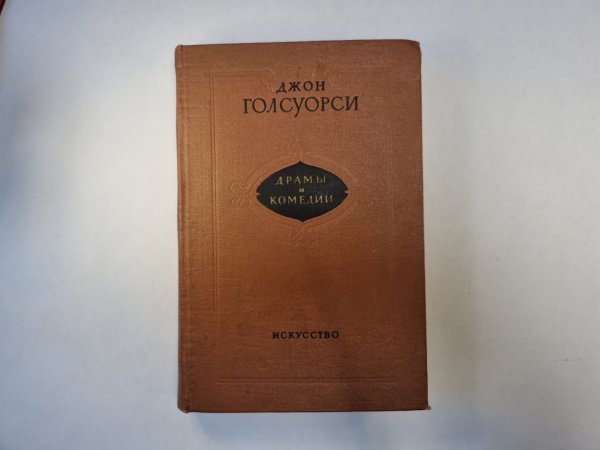 ДЖОН
ГОЛСУОРСИ
ДРАМЫ
и
КОМЕДИИ
ИСКУССТВО